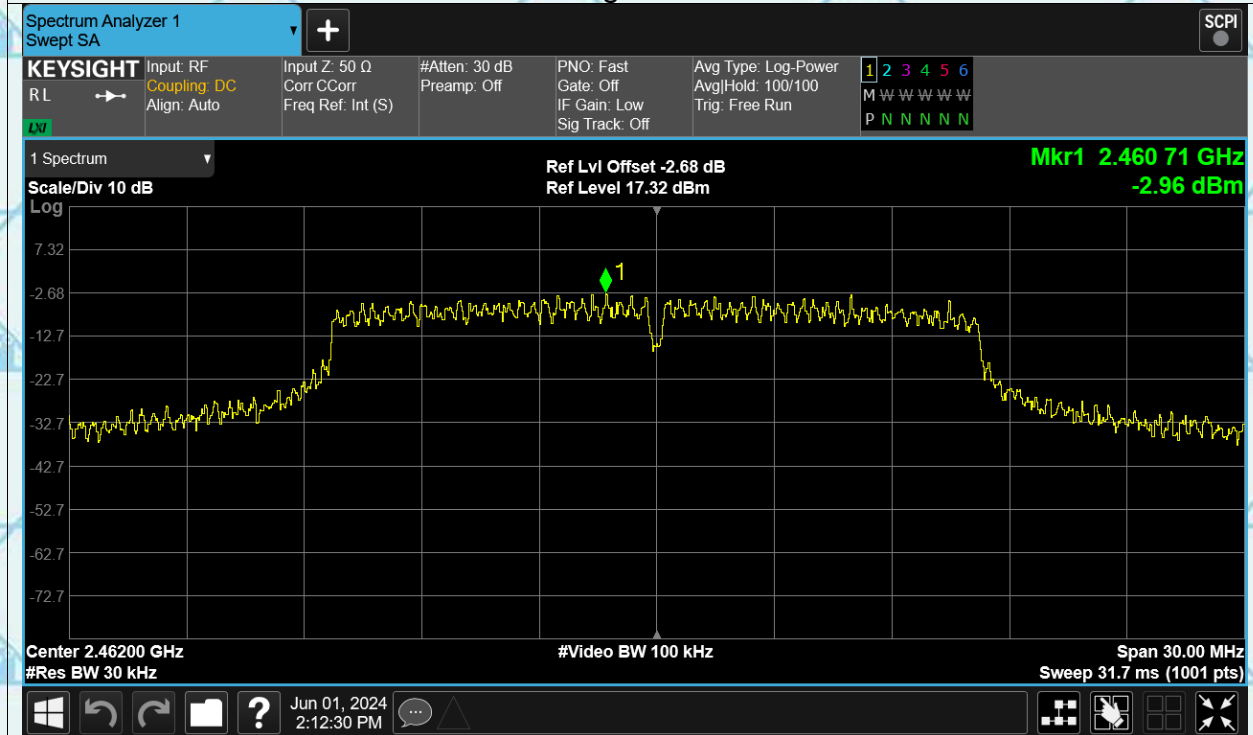 Spectrum Analyzer 1
Swept SA
+
SCPI
KEYSIGHT
RL
LXI
Input: RF
Coupling: DC
Align: Auto
Input Z: 50 Ω
Corr CCorr
Freq Ref: Int (S)
#Atten: 30 dB
Preamp: Off
PNO: Fast
Gate: Off
IF Gain: Low
Sig Track: Off
Avg Type: Log-Power
Avg|Hold: 100/100
Trig: Free Run
1 2 3 4 5 6
M W W W W W
P N N N N N
1 Spectrum
Scale/Div 10 dB
Log
Ref Lvl Offset -2.68 dB
Ref Level 17.32 dBm
Mkr1 2.460 71 GHz
-2.96 dBm
7.32
-2.68
-12.7
-22.7
-32.7
-42.7
-52.7
-62.7
-72.7
1
Center 2.46200 GHz
#Res BW 30 kHz
#Video BW 100 kHz
Span 30.00 MHz
Sweep 31.7 ms (1001 pts)
?
Jun 01, 2024
2:12:30 PM